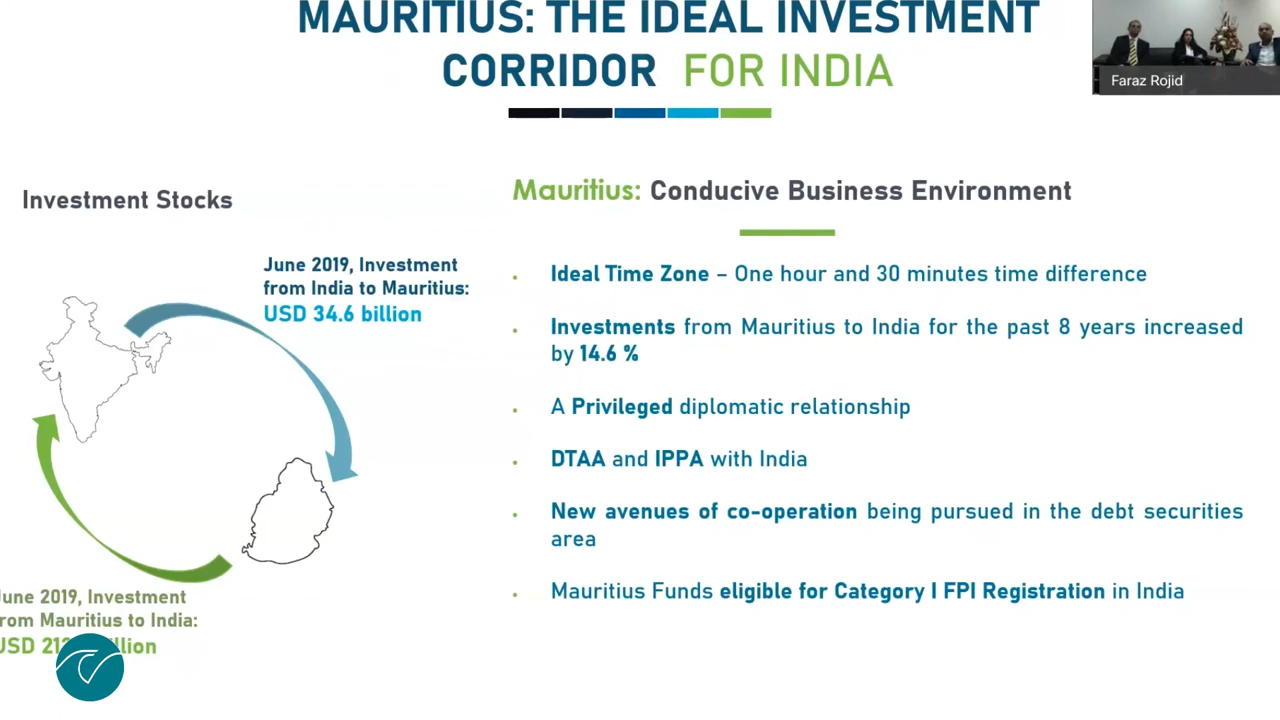 MAURITIUS: THE IDEAL INVESTMENT
CORRIDOR FOR INDIA
Faraz Rojid
Investment Stocks
June 2019, Investment
from India to Mauritius:
USD 34.6 billion
June 2019, Investment
from Mauritius to India:
USD
Mauritius: Conducive Business Environment
Ideal Time Zone – One hour and 30 minutes time difference
Investments from Mauritius to India for the past 8 years increased
by 14.6 %
A Privileged diplomatic relationship
DTAA and IPPA with India
New avenues of co-operation being pursued in the debt securities
area
Mauritius Funds eligible for Category I FPI Registration in India